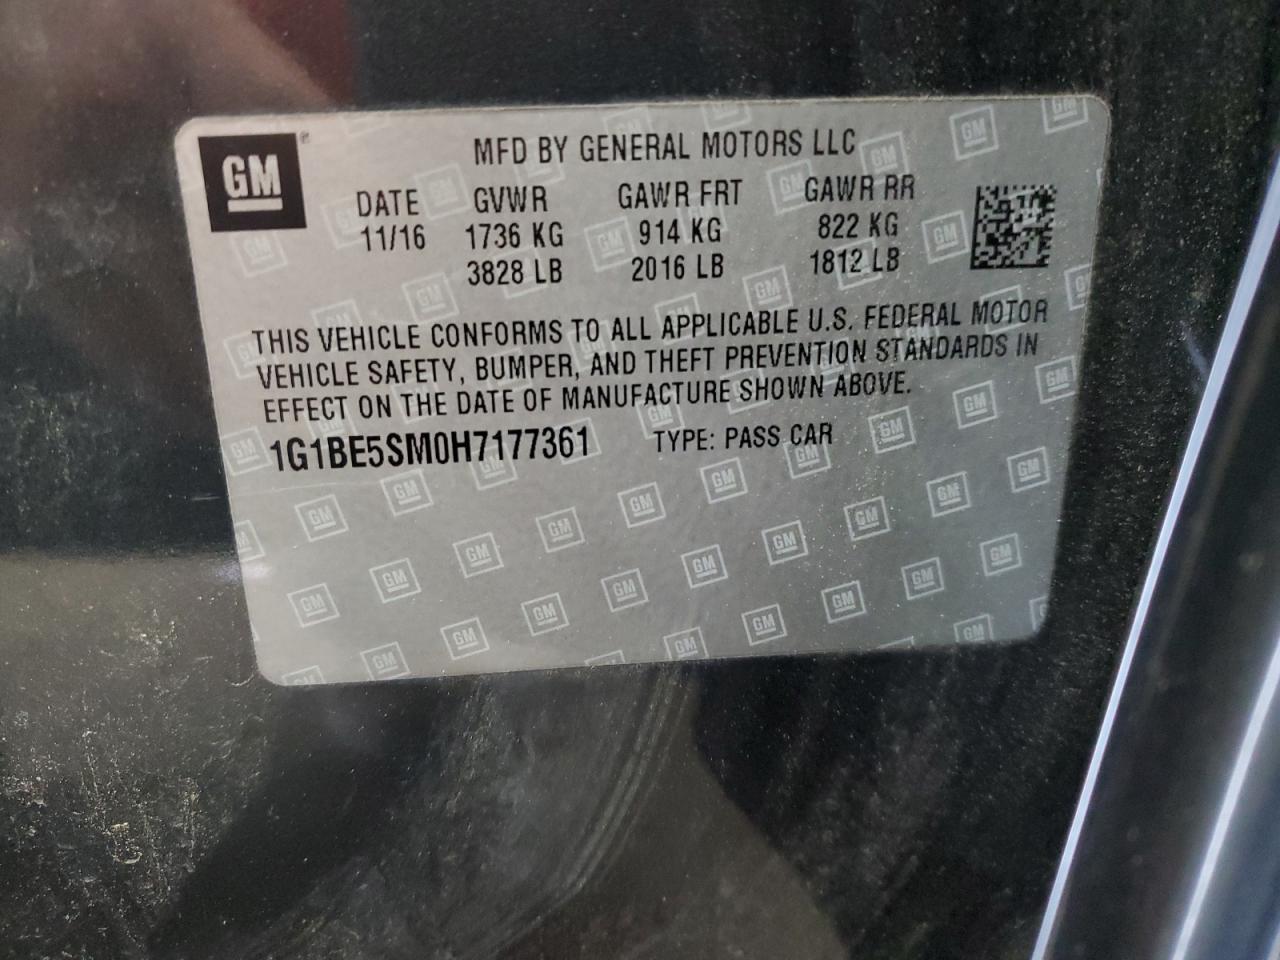 GM
MFD BY GENERAL MOTORS LLC
DATE GVWR GAWR FRT GAWR RR
11/16 1736 KG 914 KG 822 KG
3828 LB 2016 LB 1812 LB
THIS VEHICLE CONFORMS TO ALL APPLICABLE U.S. FEDERAL MOTOR
VEHICLE SAFETY, BUMPER, AND THEFT PREVENTION STANDARDS IN
EFFECT ON THE DATE OF MANUFACTURE SHOWN ABOVE.
1G1BE5SM0H7177361 TYPE: PASS CAR